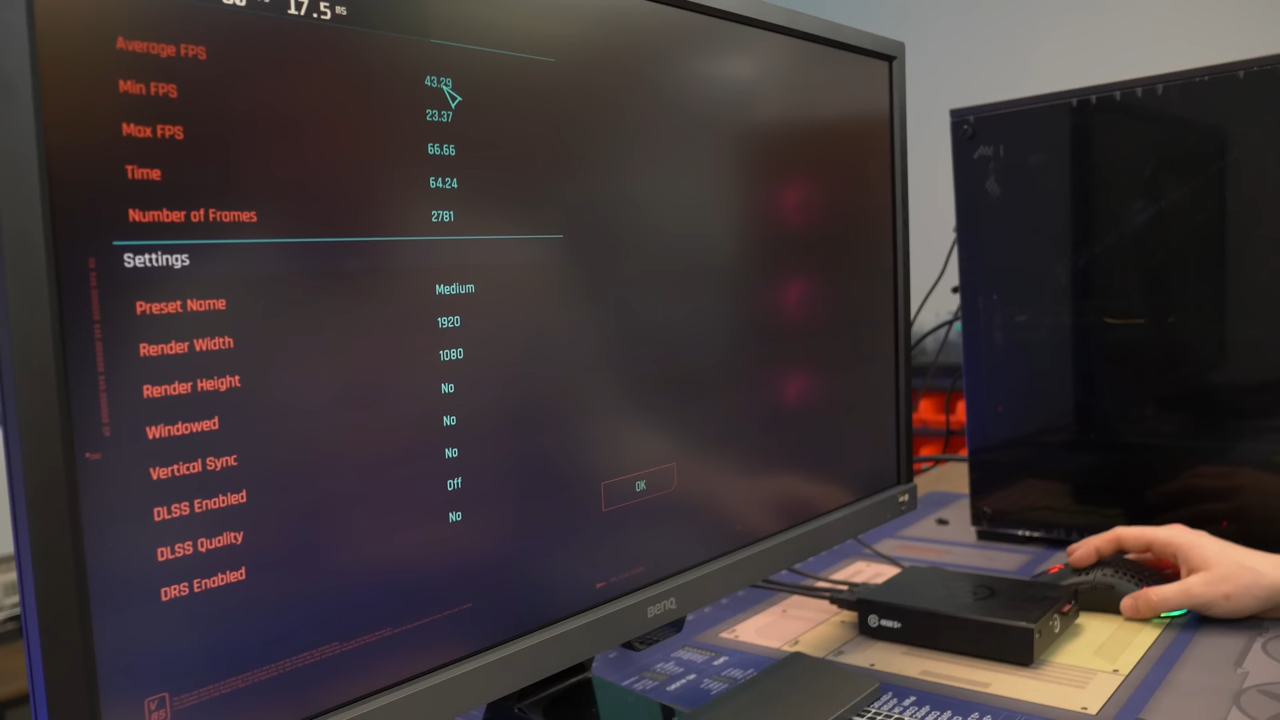 17.5 ms
Average FPS 43.29
Min FPS 23.37
Max FPS 66.66
Time 64.24
Number of Frames 2781
Settings
Preset Name Medium
Render Width 1920
Render Height 1080
Windowed No
Vertical Sync No
DLSS Enabled No
DLSS Quality Off
DRS Enabled No
OK
BenQ
V
85